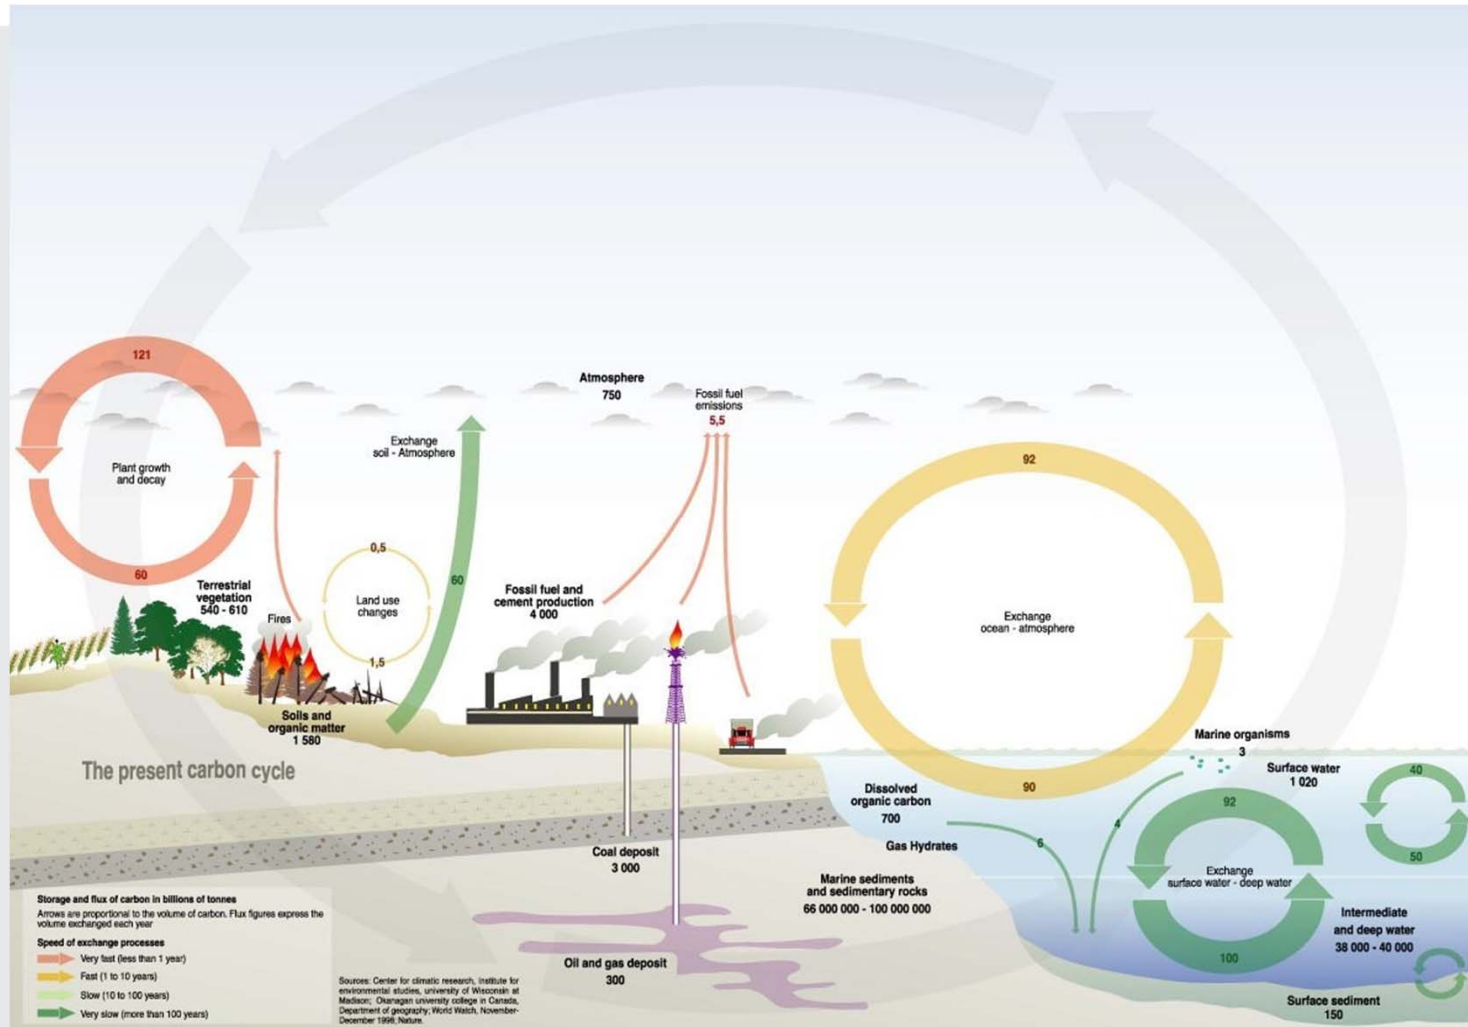 121
Plant growth
and decay
60
Atmosphere
750
Fossil fuel
emissions
5,5
Exchange
soil - Atmosphere
60
92
Exchange
ocean - atmosphere
90
Terrestrial
vegetation
540 - 610
Fires
0,5
Land use
changes
1,5
Fossil fuel and
cement production
4 000
Soils and
organic matter
1 580
The present carbon cycle
Marine organisms
3
Surface water
1 020
40
50
Dissolved
organic carbon
700
Gas Hydrates
6
4
92
Exchange
surface water - deep water
100
Coal deposit
3 000
Marine sediments
and sedimentary rocks
66 000 000 - 100 000 000
Intermediate
and deep water
38 000 - 40 000
Oil and gas deposit
300
Surface sediment
150
Storage and flux of carbon in billions of tonnes
Arrows are proportional to the volume of carbon. Flux figures express the
volume exchanged each year
Speed of exchange processes
Very fast (less than 1 year)
Fast (1 to 10 years)
Slow (10 to 100 years)
Very slow (more than 100 years)
Sources: Center for climatic research, Institute for
environmental studies, university of Wisconsin at
Madison; Okanagan university college in Canada,
Department of geography; World Watch, November-
December 1998; Nature.